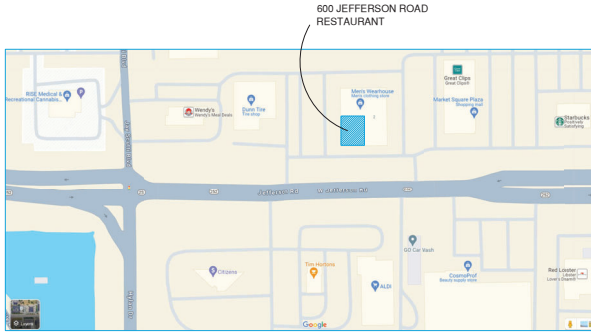 600 JEFFERSON ROAD
RESTAURANT
RISE Medical &
Recreational Cannabis...
Wendy's
Wendy's Meal Deals
Dunn Tire
Tire shop
Men's Wearhouse
Men's clothing store
Great Clips
Great Clips®
Market Square Plaza
Shopping mall
Starbucks
Jefferson Rd
W Jefferson Rd
Citizens
Tim Hortons
ALDI
GO Car Wash
CosmoProf
Beauty supply store
Red Lobster
Layers
Google